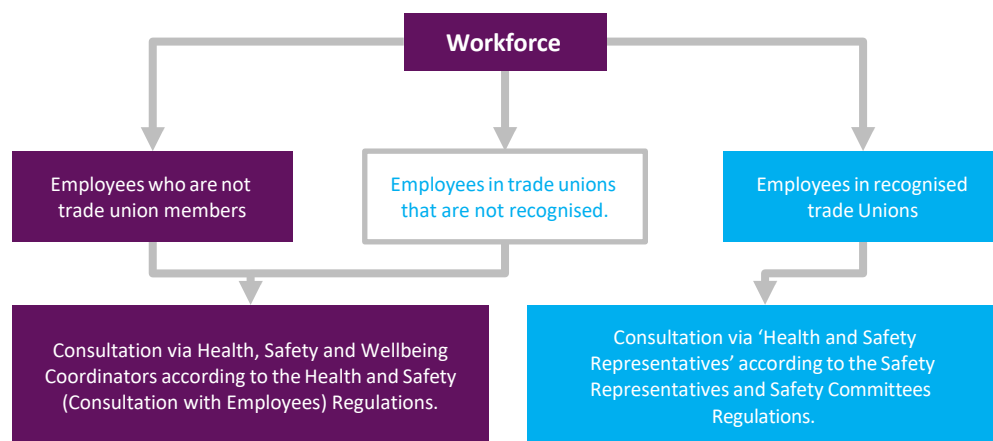 Workforce
Employees who are not
trade union members
Employees in trade unions
that are not recognised.
Employees in recognised
trade Unions
Consultation via Health, Safety and Wellbeing
Coordinators according to the Health and Safety
(Consultation with Employees) Regulations.
Consultation via ‘Health and Safety
Representatives’ according to the Safety
Representatives and Safety Committees
Regulations.